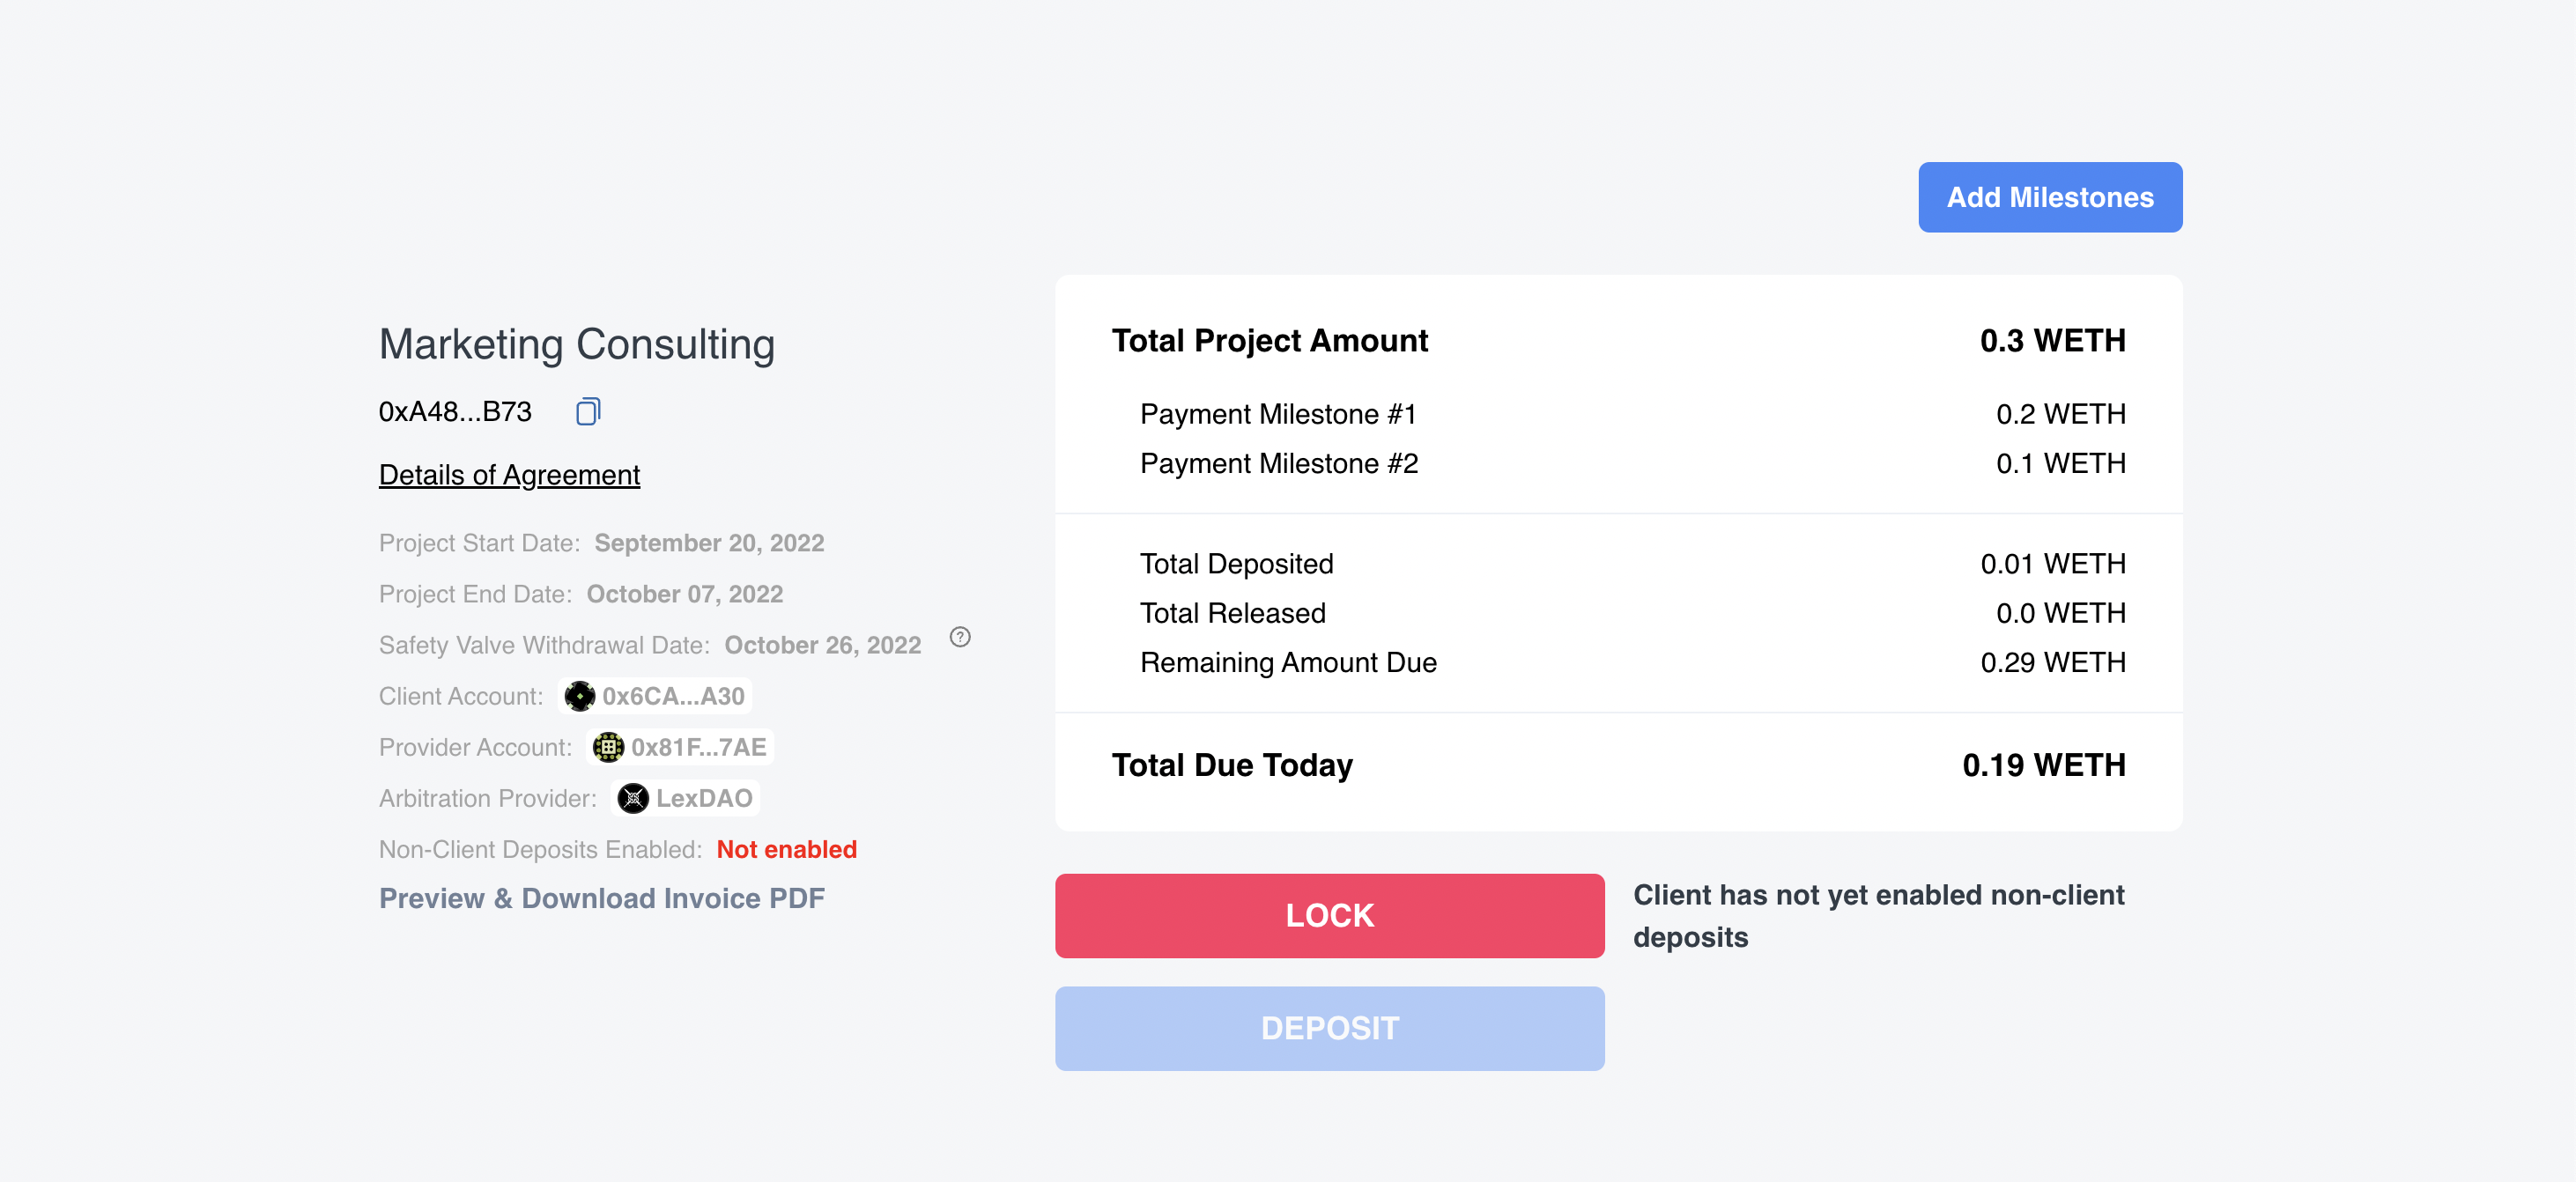 Add Milestones
Marketing Consulting
0xA48...B73
Details of Agreement
Project Start Date: September 20, 2022
Project End Date: October 07, 2022
Safety Valve Withdrawal Date: October 26, 2022 ?
Client Account: 0x6CA...A30
Provider Account: 0x81F...7AE
Arbitration Provider: LexDAO
Non-Client Deposits Enabled: Not enabled
Preview & Download Invoice PDF
Total Project Amount 0.3 WETH
Payment Milestone #1 0.2 WETH
Payment Milestone #2 0.1 WETH
Total Deposited 0.01 WETH
Total Released 0.0 WETH
Remaining Amount Due 0.29 WETH
Total Due Today 0.19 WETH
LOCK
Client has not yet enabled non-client
deposits
DEPOSIT